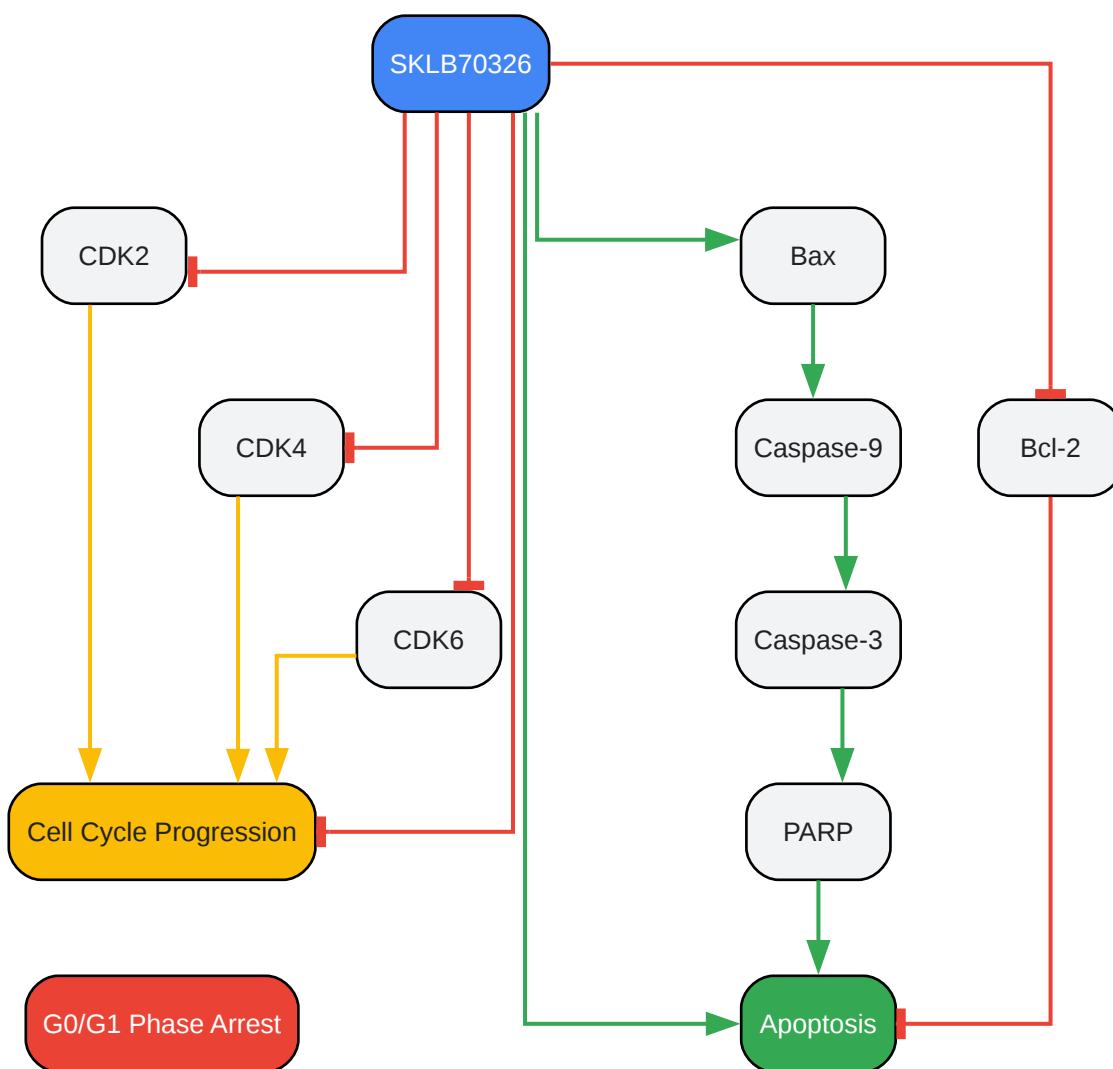 SKLB70326
CDK2
Bax
CDK4
Caspase-9
Bcl-2
CDK6
Caspase-3
Cell Cycle Progression
PARP
G0/G1 Phase Arrest
Apoptosis